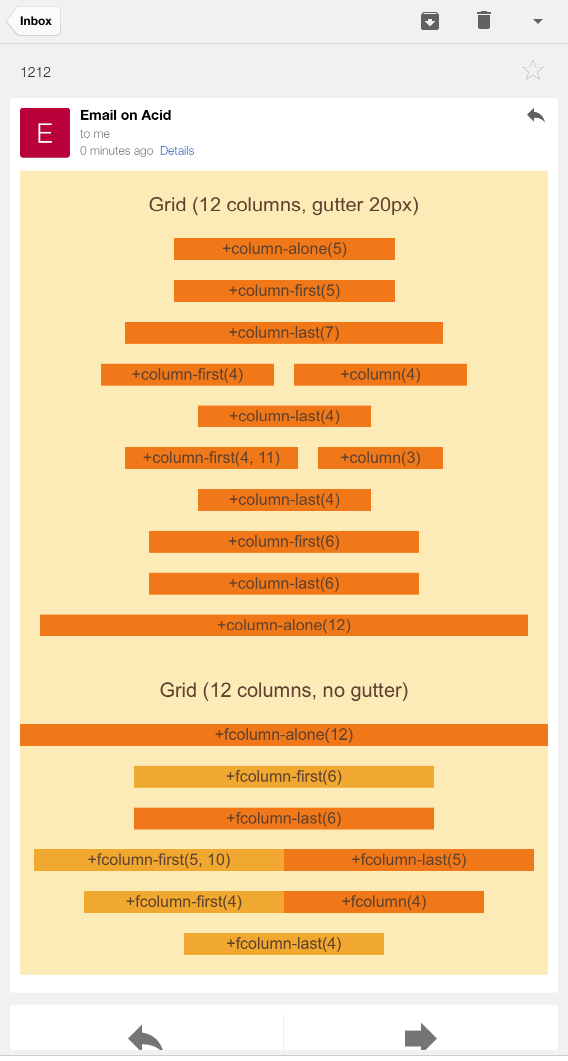 Inbox
1212
E
Email on Acid
to me
0 minutes ago Details
Grid (12 columns, gutter 20px)
+column-alone(5)
+column-first(5)
+column-last(7)
+column-first(4) +column(4)
+column-last(4)
+column-first(4, 11) +column(3)
+column-last(4)
+column-first(6)
+column-last(6)
+column-alone(12)
Grid (12 columns, no gutter)
+fcolumn-alone(12)
+fcolumn-first(6)
+fcolumn-last(6)
+fcolumn-first(5, 10) +fcolumn-last(5)
+fcolumn-first(4) +fcolumn(4)
+fcolumn-last(4)